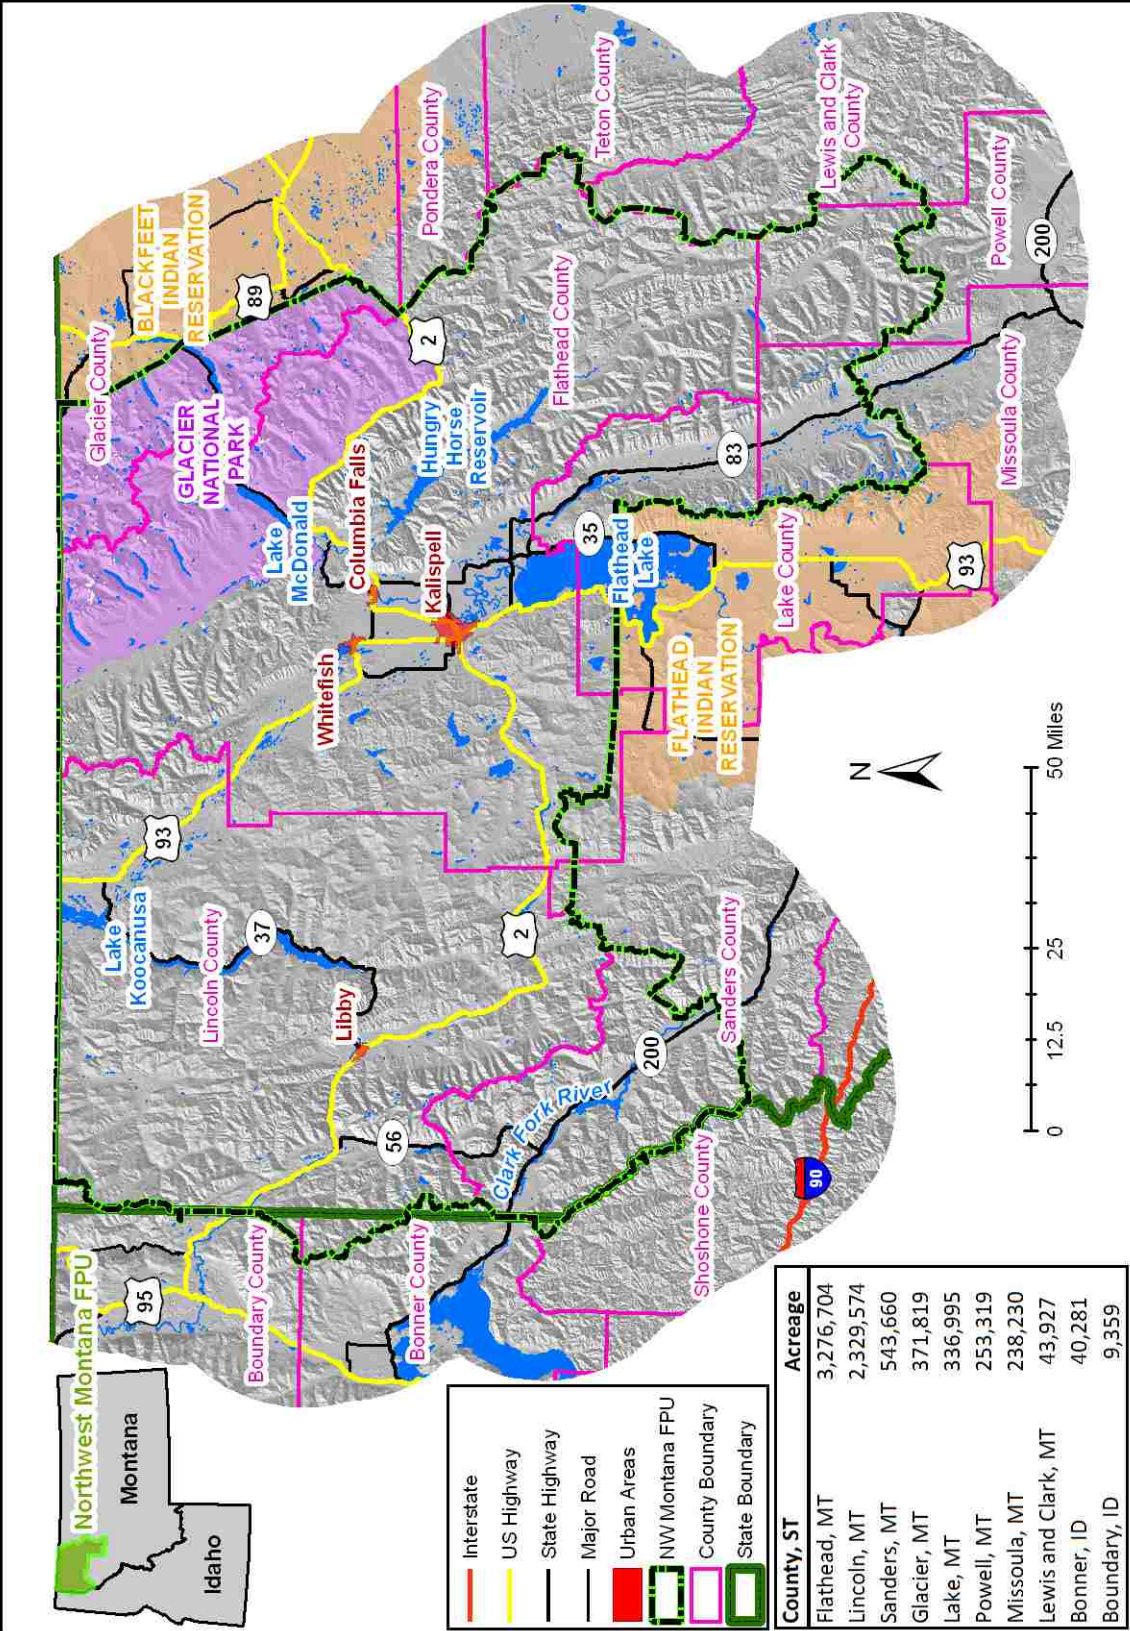 Northwest Montana FPU
Montana
Idaho
Interstate
US Highway
State Highway
Major Road
Urban Areas
NW Montana FPU
County Boundary
State Boundary
County, ST Acreage
Flathead, MT 3,276,704
Lincoln, MT 2,329,574
Sanders, MT 543,660
Glacier, MT 371,819
Lake, MT 336,995
Powell, MT 253,319
Missoula, MT 238,230
Lewis and Clark, MT 43,927
Bonner, ID 40,281
Boundary, ID 9,359
95
Boundary County
Bonner County
Shoshone County
90
56
Clark Fork River
200
Sanders County
Libby
Lincoln County
37
Lake
Koocanusa
93
2
Whitefish
Kalispell
Columbia Falls
Lake
McDonald
GLACIER
NATIONAL
PARK
Glacier County
BLACKFEET
INDIAN
RESERVATION
89
2
Hungry
Horse
Reservoir
Flathead County
Pondera County
Teton County
Lewis and Clark
County
Powell County
200
Missoula County
83
35
Flathead
Lake
Lake County
93
FLATHEAD
INDIAN
RESERVATION
N
0 12.5 25 50 Miles